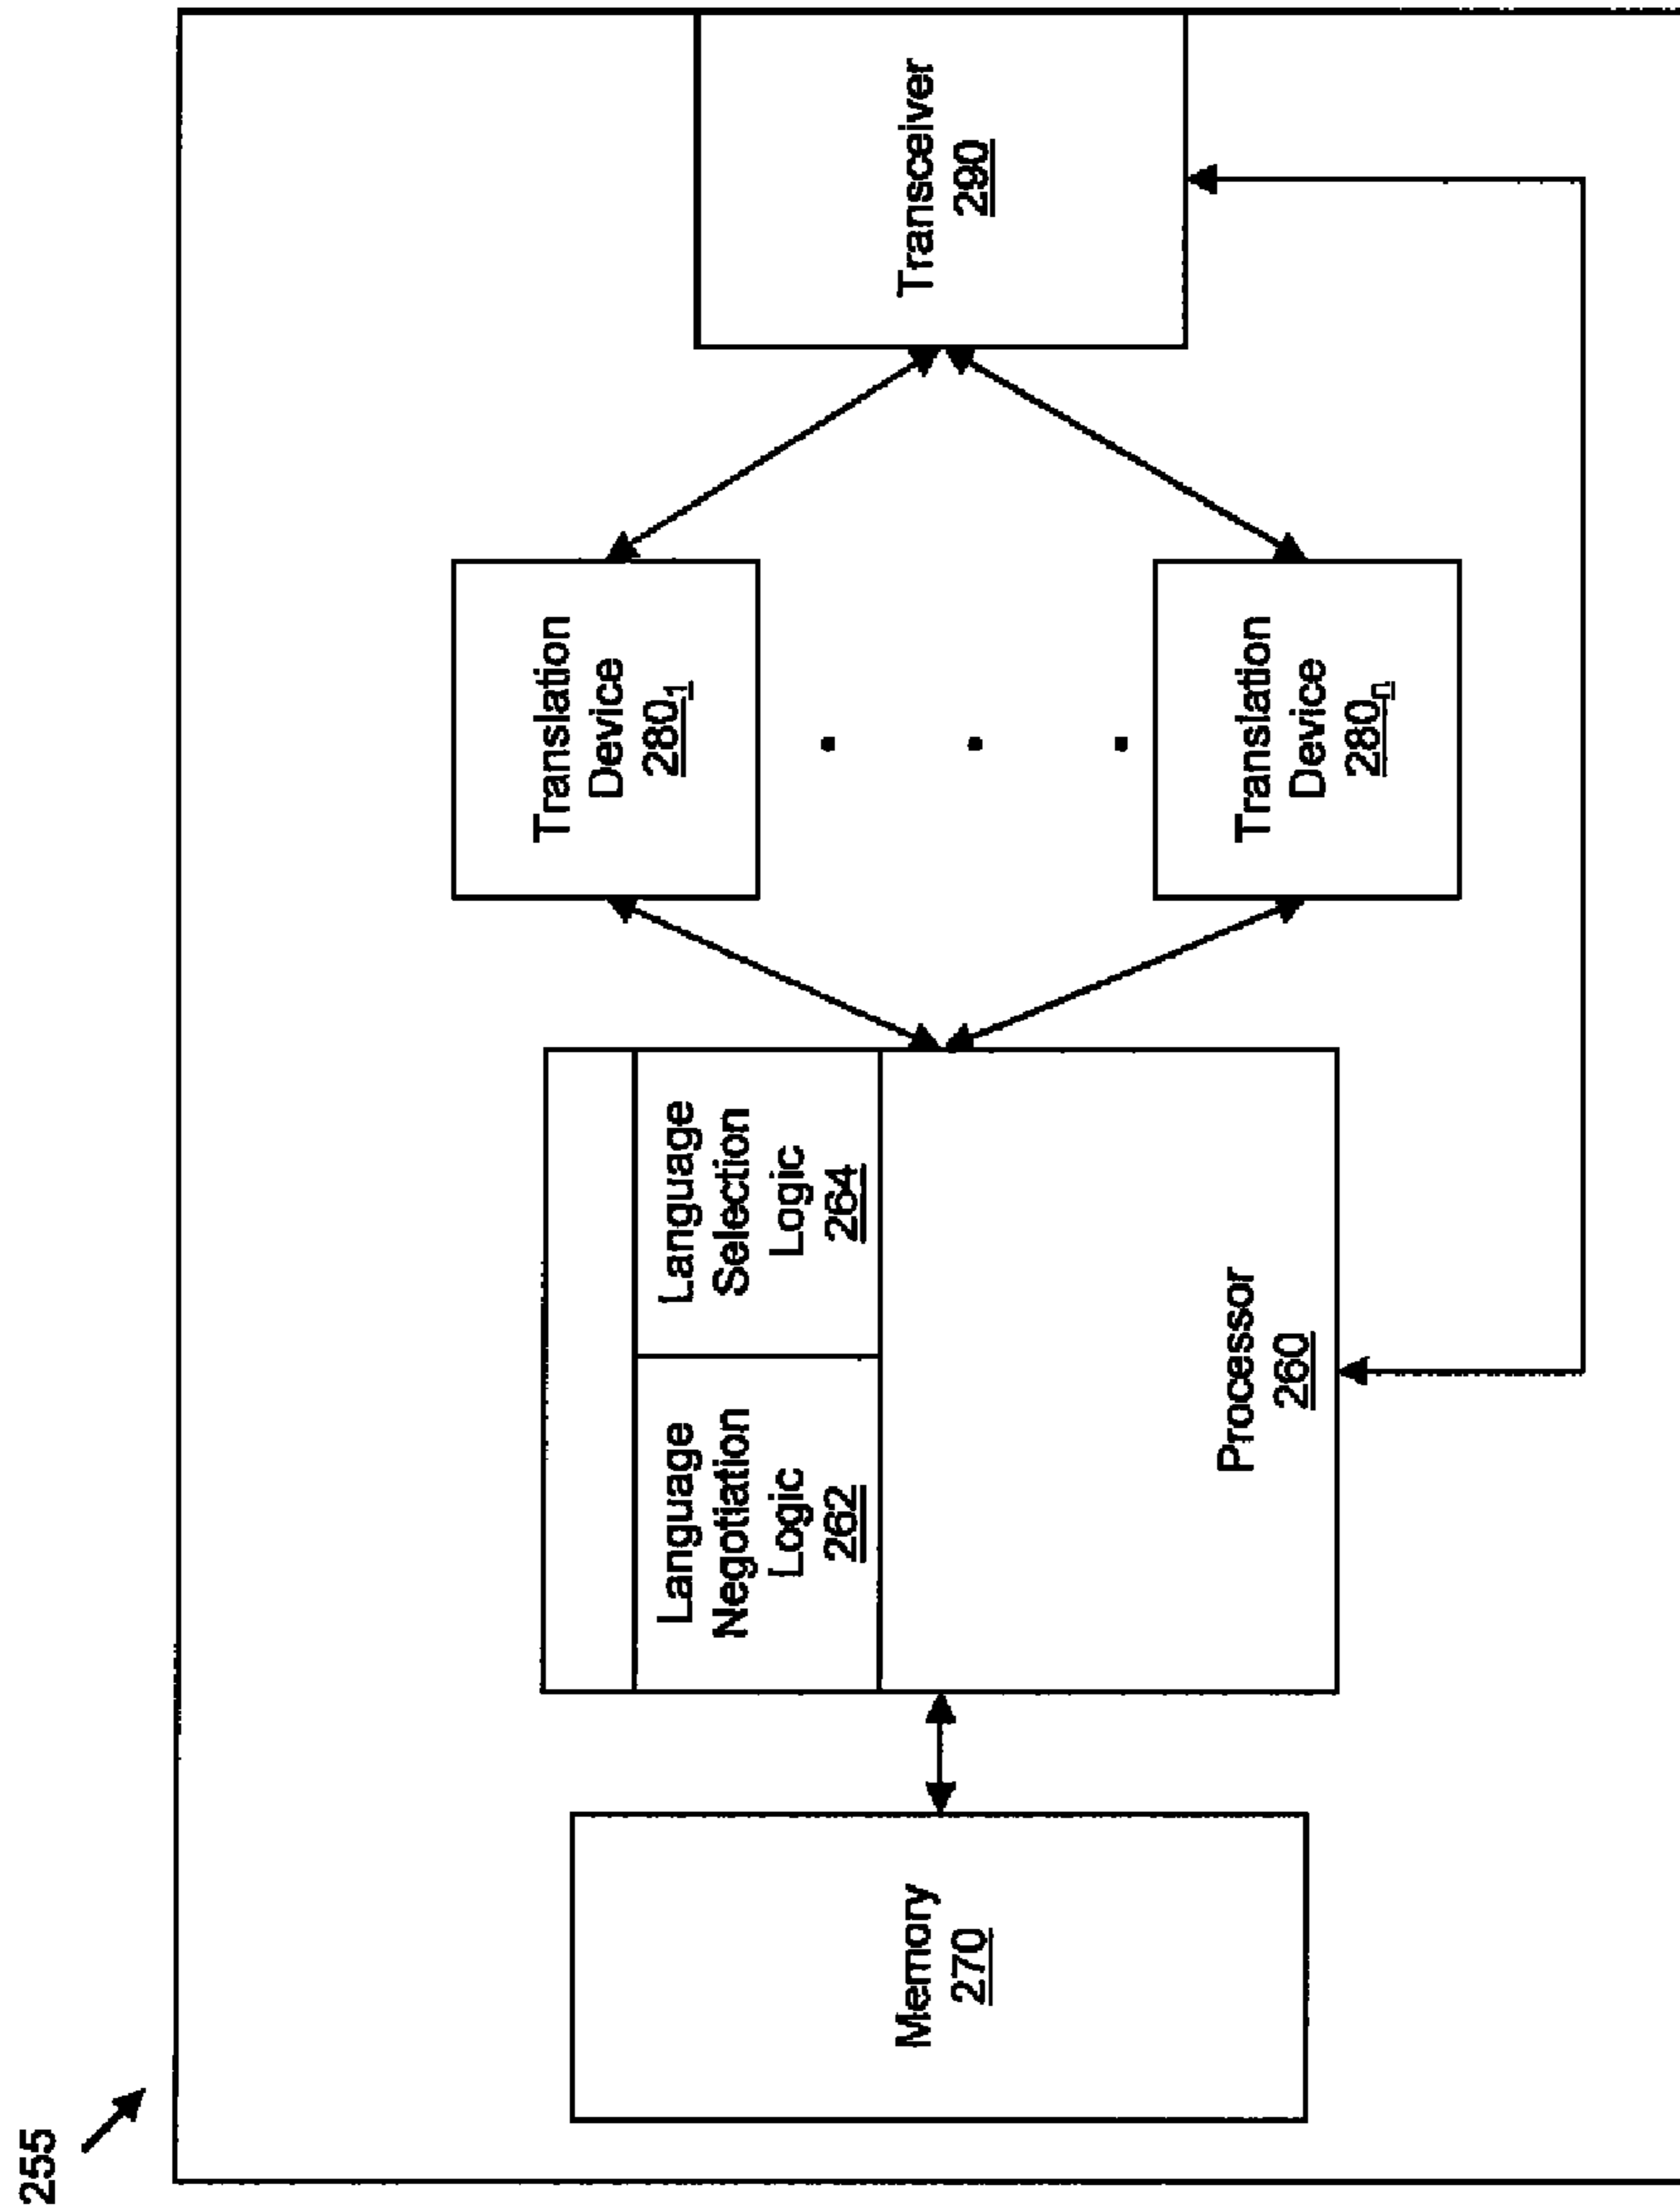 255
Memory
270
Language
Negotiation
Logic
262
Language
Selection
Logic
264
Processor
260
Translation
Device
280₁
Translation
Device
280ₙ
Transceiver
290